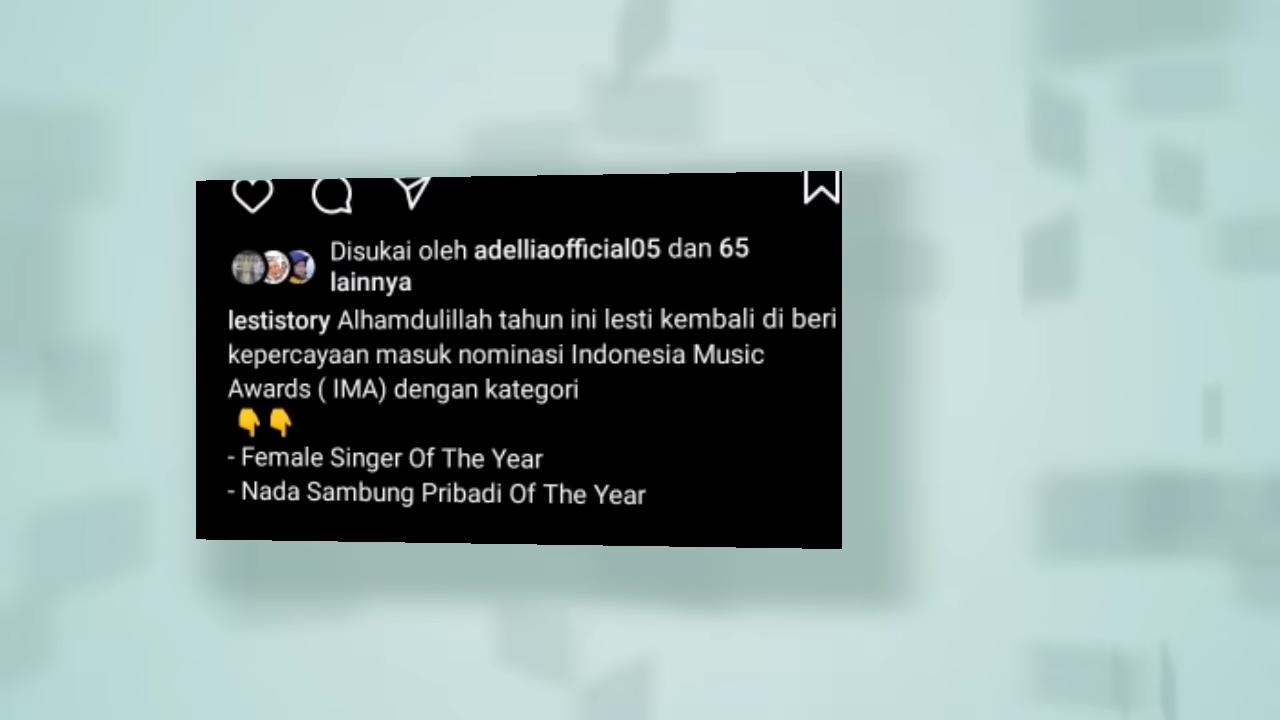 Disukai oleh adelliaofficial05 dan 65
lainnya
lestistory Alhamdulillah tahun ini lesti kembali di beri
kepercayaan masuk nominasi Indonesia Music
Awards ( IMA) dengan kategori
👇👇
- Female Singer Of The Year
- Nada Sambung Pribadi Of The Year